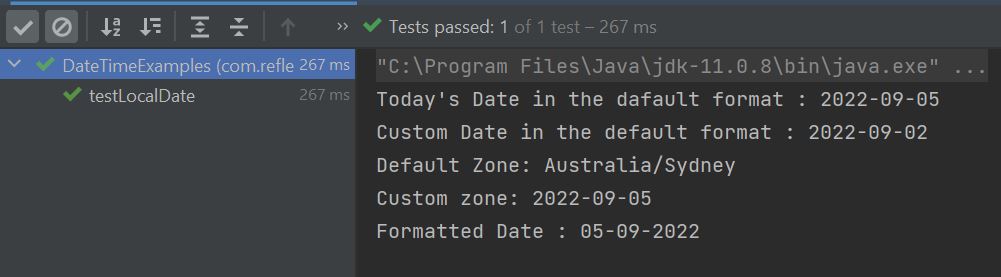 Tests passed: 1 of 1 test – 267 ms
DateTimeExamples (com.refle 267 ms
testLocalDate 267 ms
"C:\Program Files\Java\jdk-11.0.8\bin\java.exe" ...
Today's Date in the dafault format : 2022-09-05
Custom Date in the default format : 2022-09-02
Default Zone: Australia/Sydney
Custom zone: 2022-09-05
Formatted Date : 05-09-2022